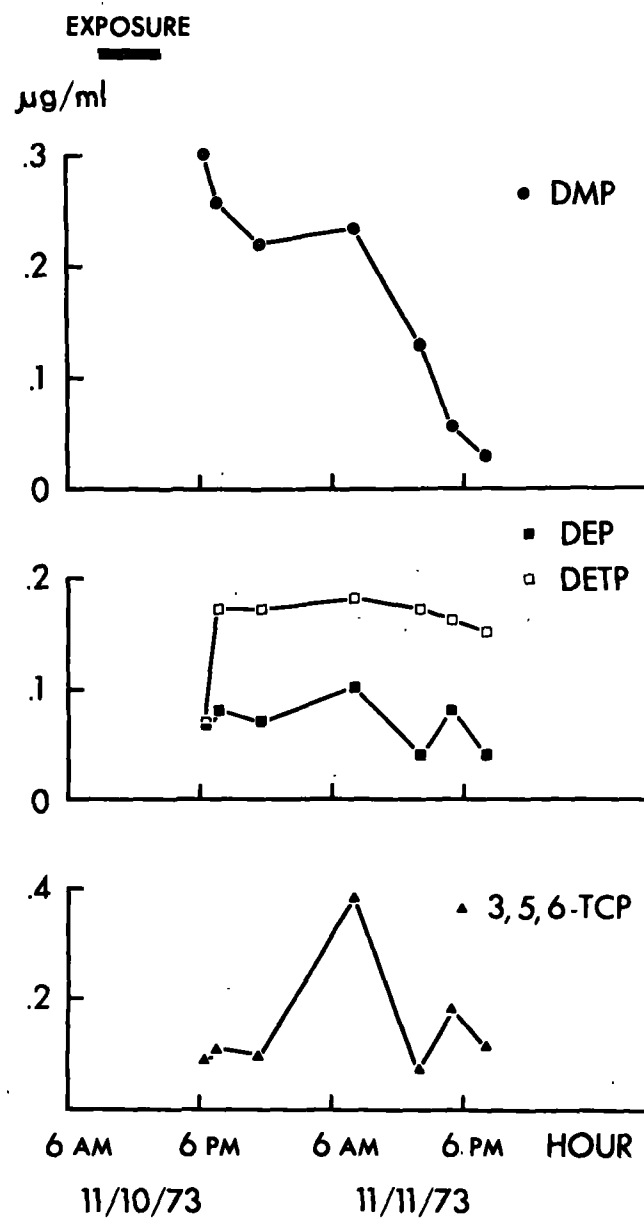 EXPOSURE
µg/ml
.3
DMP
.2
.1
0
DEP
.2
DETP
.1
0
.4
3,5,6-TCP
.2
6 AM 6 PM 6 AM 6 PM HOUR
11/10/73 11/11/73